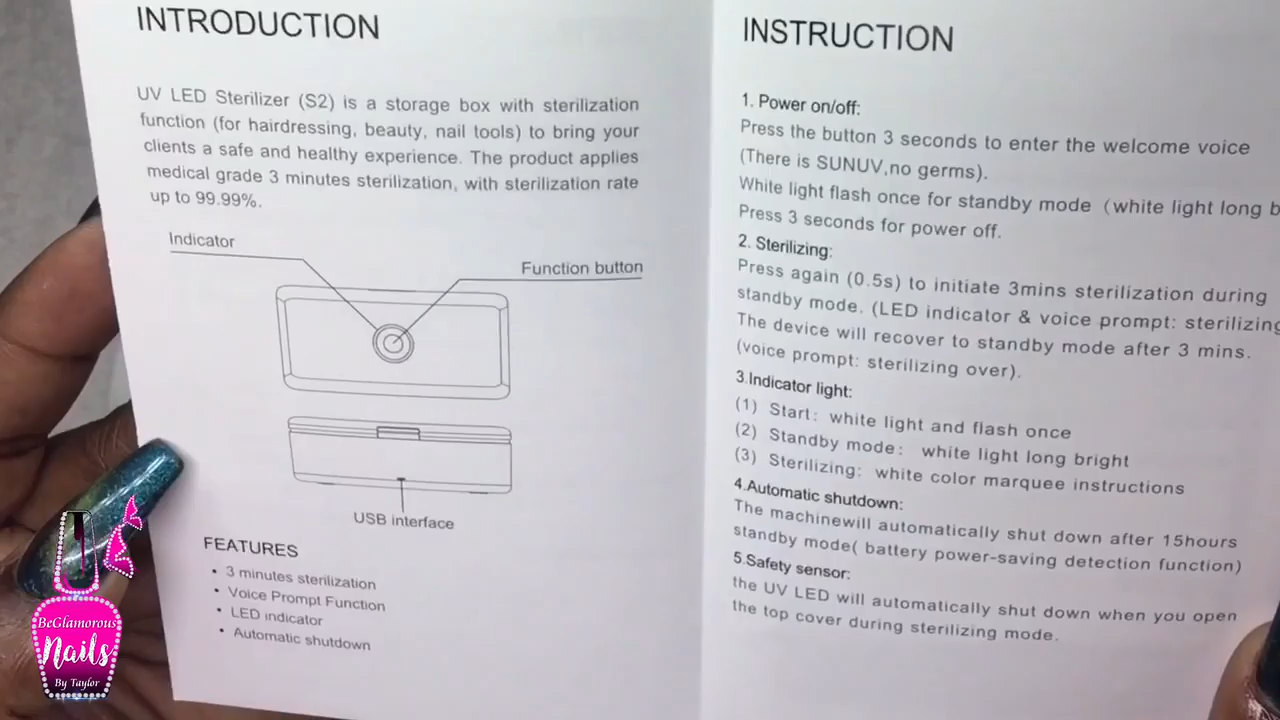 INTRODUCTION
UV LED Sterilizer (S2) is a storage box with sterilization
function (for hairdressing, beauty, nail tools) to bring your
clients a safe and healthy experience. The product applies
medical grade 3 minutes sterilization, with sterilization rate
up to 99.99%.
Indicator
Function button
USB interface
FEATURES
• 3 minutes sterilization
• Voice Prompt Function
• LED indicator
• Automatic shutdown
INSTRUCTION
1. Power on/off:
Press the button 3 seconds to enter the welcome voice
(There is SUNUV,no germs).
White light flash once for standby mode (white light long
Press 3 seconds for power off.
2. Sterilizing:
Press again (0.5s) to initiate 3mins sterilization during
standby mode. (LED indicator & voice prompt: sterilizing
The device will recover to standby mode after 3 mins.
(voice prompt: sterilizing over).
3.Indicator light:
(1) Start: white light and flash once
(2) Standby mode: white light long bright
(3) Sterilizing: white color marquee instructions
4.Automatic shutdown:
The machinewill automatically shut down after 15hours
standby mode( battery power-saving detection function)
5.Safety sensor:
the UV LED will automatically shut down when you open
the top cover during sterilizing mode.
BeGlamorous
Nails
By Taylor